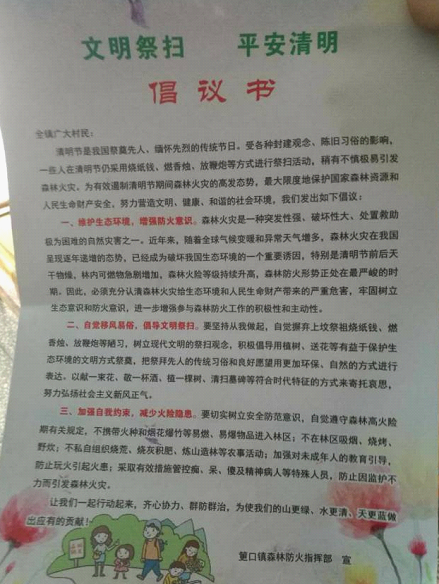 文明祭扫 平安清明
倡议书
全镇广大村民：
清明节是我国祭奠先人、缅怀先烈的传统节日。受各种封建观念、陈旧习俗的影响，
一些人在清明节仍采用烧纸钱、燃香烛、放鞭炮等方式进行祭扫活动，稍有不慎极易引发
森林火灾。为有效遏制清明节期间森林火灾的高发态势，最大限度地保护国家森林资源和
人民生命财产安全，努力营造文明、健康、和谐的社会环境，我们发出如下倡议：
一、维护生态环境，增强防火意识。森林火灾是一种突发性强、破坏性大、处置救助
极为困难的自然灾害之一。近年来，随着全球气候变暖和异常天气增多，森林火灾在我国
呈现逐年递增的态势，已经成为破坏我国生态环境的一个重要诱因，特别是清明节前后天
干物燥，林内可燃物急剧增加，森林火险等级持续升高，森林防火形势正处在最严峻的时
期。因此，必须充分认清森林火灾给生态环境和人民生命财产带来的严重危害，牢固树立
生态意识和防火意识，进一步增强参与森林防火工作的积极性和主动性。
二、自觉移风易俗，倡导文明祭扫。要坚持从我做起，自觉摒弃上坟祭祖烧纸钱、燃
香烛、放鞭炮等陋习，树立现代文明的祭扫观念，积极倡导用植树、送花等有益于保护生
态环境的文明方式祭奠，把祭拜先人的传统习俗和良好愿望用更加环保、自然的方式进行
表达。以献一束花、敬一杯酒、植一棵树、清扫墓碑等符合时代特征的方式来寄托哀思，
努力弘扬社会主义新风正气。
三、加强自我约束，减少火险隐患。要切实树立安全防范意识，自觉遵守森林高火险
期有关规定，不携带火种和烟花爆竹等易燃、易爆物品进入林区；不在林区吸烟、烧烤、
野炊；不私自组织烧荒、烧灰积肥、炼山造林等农事活动；加强对未成年人的教育引导，
防止玩火引起火患；采取有效措施管控痴、呆、傻及精神病人等特殊人员，防止因监护不
力而引发森林火灾。
让我们一起行动起来，齐心协力、群防群治，为使我们的山更绿、水更清、天更蓝做
出应有的贡献！
篢口镇森林防火指挥部 宣